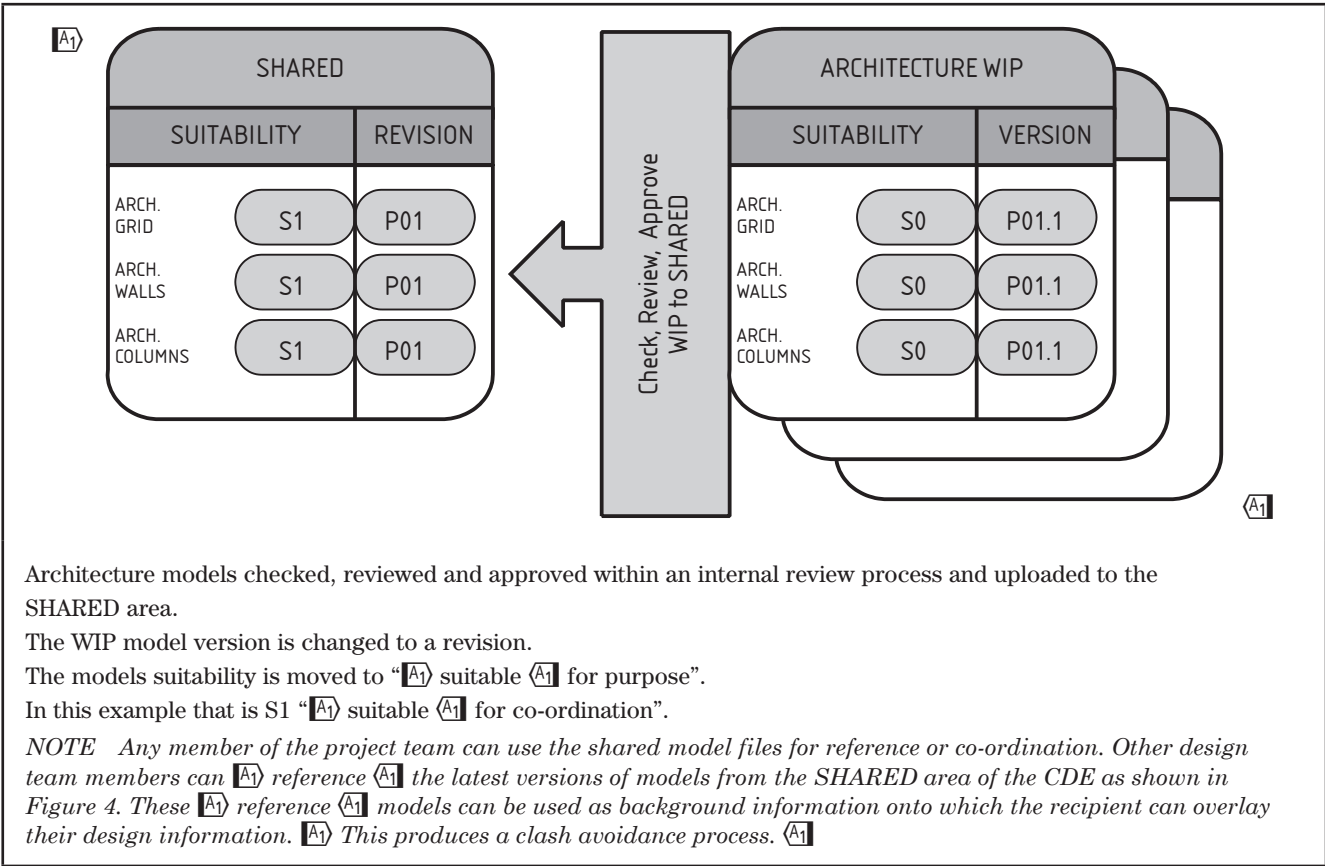 A1
SHARED
SUITABILITY REVISION
ARCH.
GRID
S1 P01
ARCH.
WALLS
S1 P01
ARCH.
COLUMNS
S1 P01
Check, Review, Approve
WIP to SHARED
ARCHITECTURE WIP
SUITABILITY VERSION
ARCH.
GRID
S0 P01.1
ARCH.
WALLS
S0 P01.1
ARCH.
COLUMNS
S0 P01.1
A1
Architecture models checked, reviewed and approved within an internal review process and uploaded to the
SHARED area.
The WIP model version is changed to a revision.
The models suitability is moved to “A1 suitable A1 for purpose”.
In this example that is S1 “A1 suitable A1 for co-ordination”.
NOTE Any member of the project team can use the shared model files for reference or co-ordination. Other design
team members can A1 reference A1 the latest versions of models from the SHARED area of the CDE as shown in
Figure 4. These A1 reference A1 models can be used as background information onto which the recipient can overlay
their design information. A1 This produces a clash avoidance process. A1